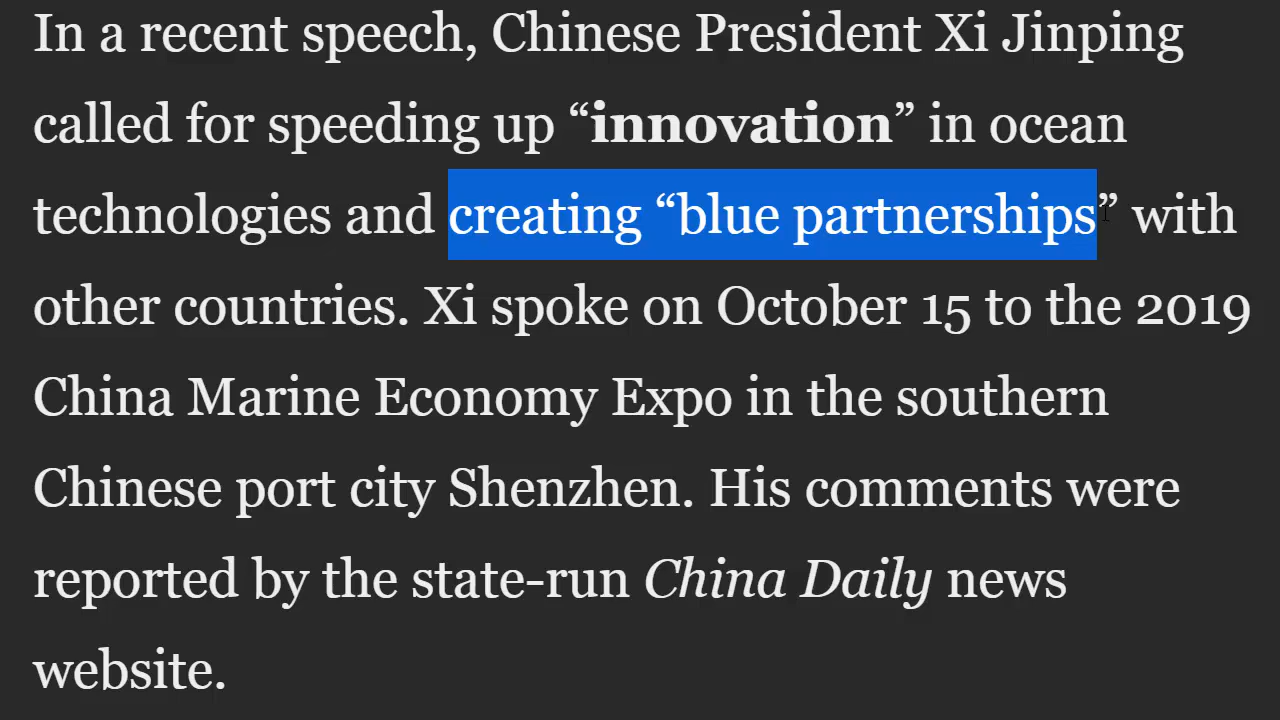 In a recent speech, Chinese President Xi Jinping
called for speeding up “innovation” in ocean
technologies and creating “blue partnerships” with
other countries. Xi spoke on October 15 to the 2019
China Marine Economy Expo in the southern
Chinese port city Shenzhen. His comments were
reported by the state-run China Daily news
website.